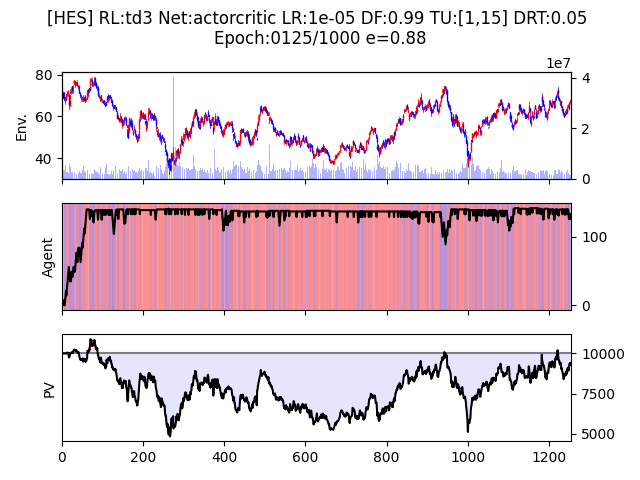 [HES] RL:td3 Net:actorcritic LR:1e-05 DF:0.99 TU:[1,15] DRT:0.05
Epoch:0125/1000 e=0.88
1e7
80
60
40
Env.
4
2
0
Agent
100
0
PV
10000
7500
5000
0 200 400 600 800 1000 1200